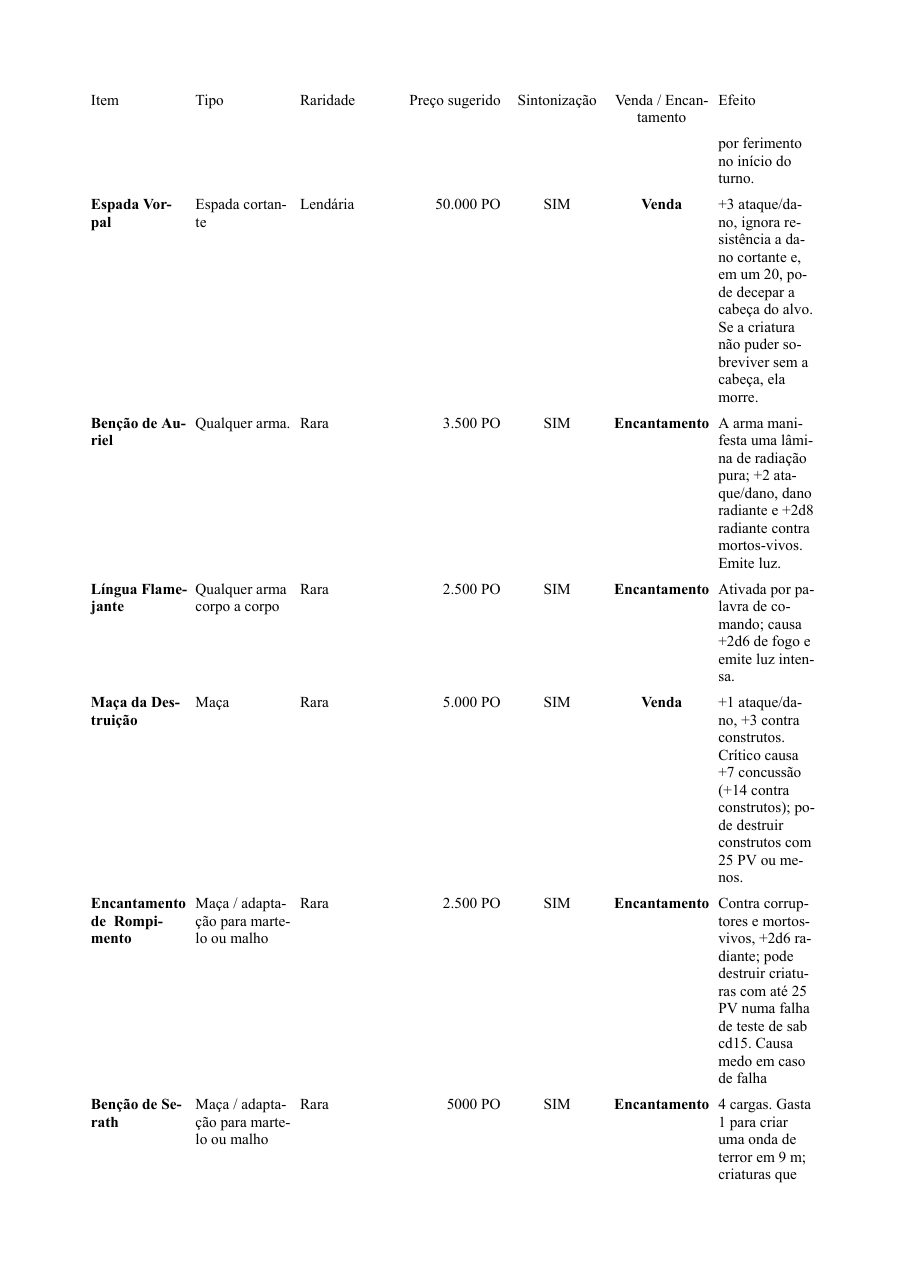 Item Tipo Raridade Preço sugerido Sintonização Venda / Encan- Efeito
tamento
por ferimento
no início do
turno.
Espada Vor- Espada cortan- Lendária 50.000 PO SIM Venda +3 ataque/da-
pal te no, ignora re-
sistência a da-
no cortante e,
em um 20, po-
de decepar a
cabeça do alvo.
Se a criatura
não puder so-
breviver sem a
cabeça, ela
morre.
Benção de Au- Qualquer arma. Rara 3.500 PO SIM Encantamento A arma mani-
riel festa uma lâmi-
na de radiação
pura; +2 ata-
que/dano, dano
radiante e +2d8
radiante contra
mortos-vivos.
Emite luz.
Língua Flame- Qualquer arma Rara 2.500 PO SIM Encantamento Ativada por pa-
jante corpo a corpo lavra de co-
mando; causa
+2d6 de fogo e
emite luz inten-
sa.
Maça da Des- Maça Rara 5.000 PO SIM Venda +1 ataque/da-
truição no, +3 contra
construtos.
Crítico causa
+7 concussão
(+14 contra
construtos); po-
de destruir
construtos com
25 PV ou me-
nos.
Encantamento Maça / adapta- Rara 2.500 PO SIM Encantamento Contra corrup-
de Rompi- ção para marte- tores e mortos-
mento lo ou malho vivos, +2d6 ra-
diante; pode
destruir criatu-
ras com até 25
PV numa falha
de teste de sab
cd15. Causa
medo em caso
de falha
Benção de Se- Maça / adapta- Rara 5000 PO SIM Encantamento 4 cargas. Gasta
rath ção para marte- 1 para criar
lo ou malho uma onda de
terror em 9 m;
criaturas que